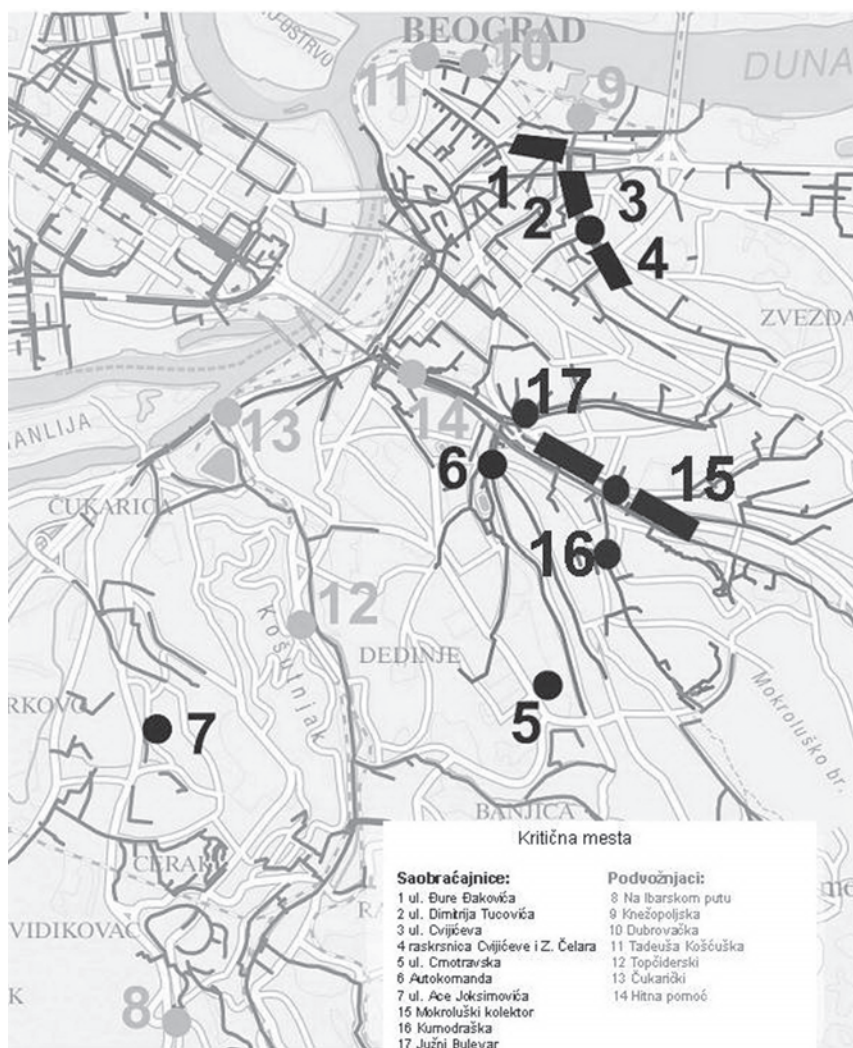 BEOGRAD
DUNA
10
11
9
1
2
3
4
ZVEZDA
17
14
13
6
15
ČUKARICA
16
12
Košutnjak
DEDINJE
5
7
Mokroluško br.
BANJICA
CERAK
VIDIKOVAC
8
Kritična mesta
Saobraćajnice:
1 ul. Đure Đakovića
2 ul. Dimitrija Tucovića
3 ul. Cvijićeva
4 raskrsnica Cvijićeve i Z. Čelara
5 ul. Crnotravska
6 Autokomanda
7 ul. Ace Joksimovića
15 Mokroluški kolektor
16 Kumodraška
17 Južni Bulevar
Podvožnjaci:
8 Na Ibarskom putu
9 Knežopoljska
10 Dubrovačka
11 Tadeuša Košćuška
12 Topčiderski
13 Čukarički
14 Hitna pomoć